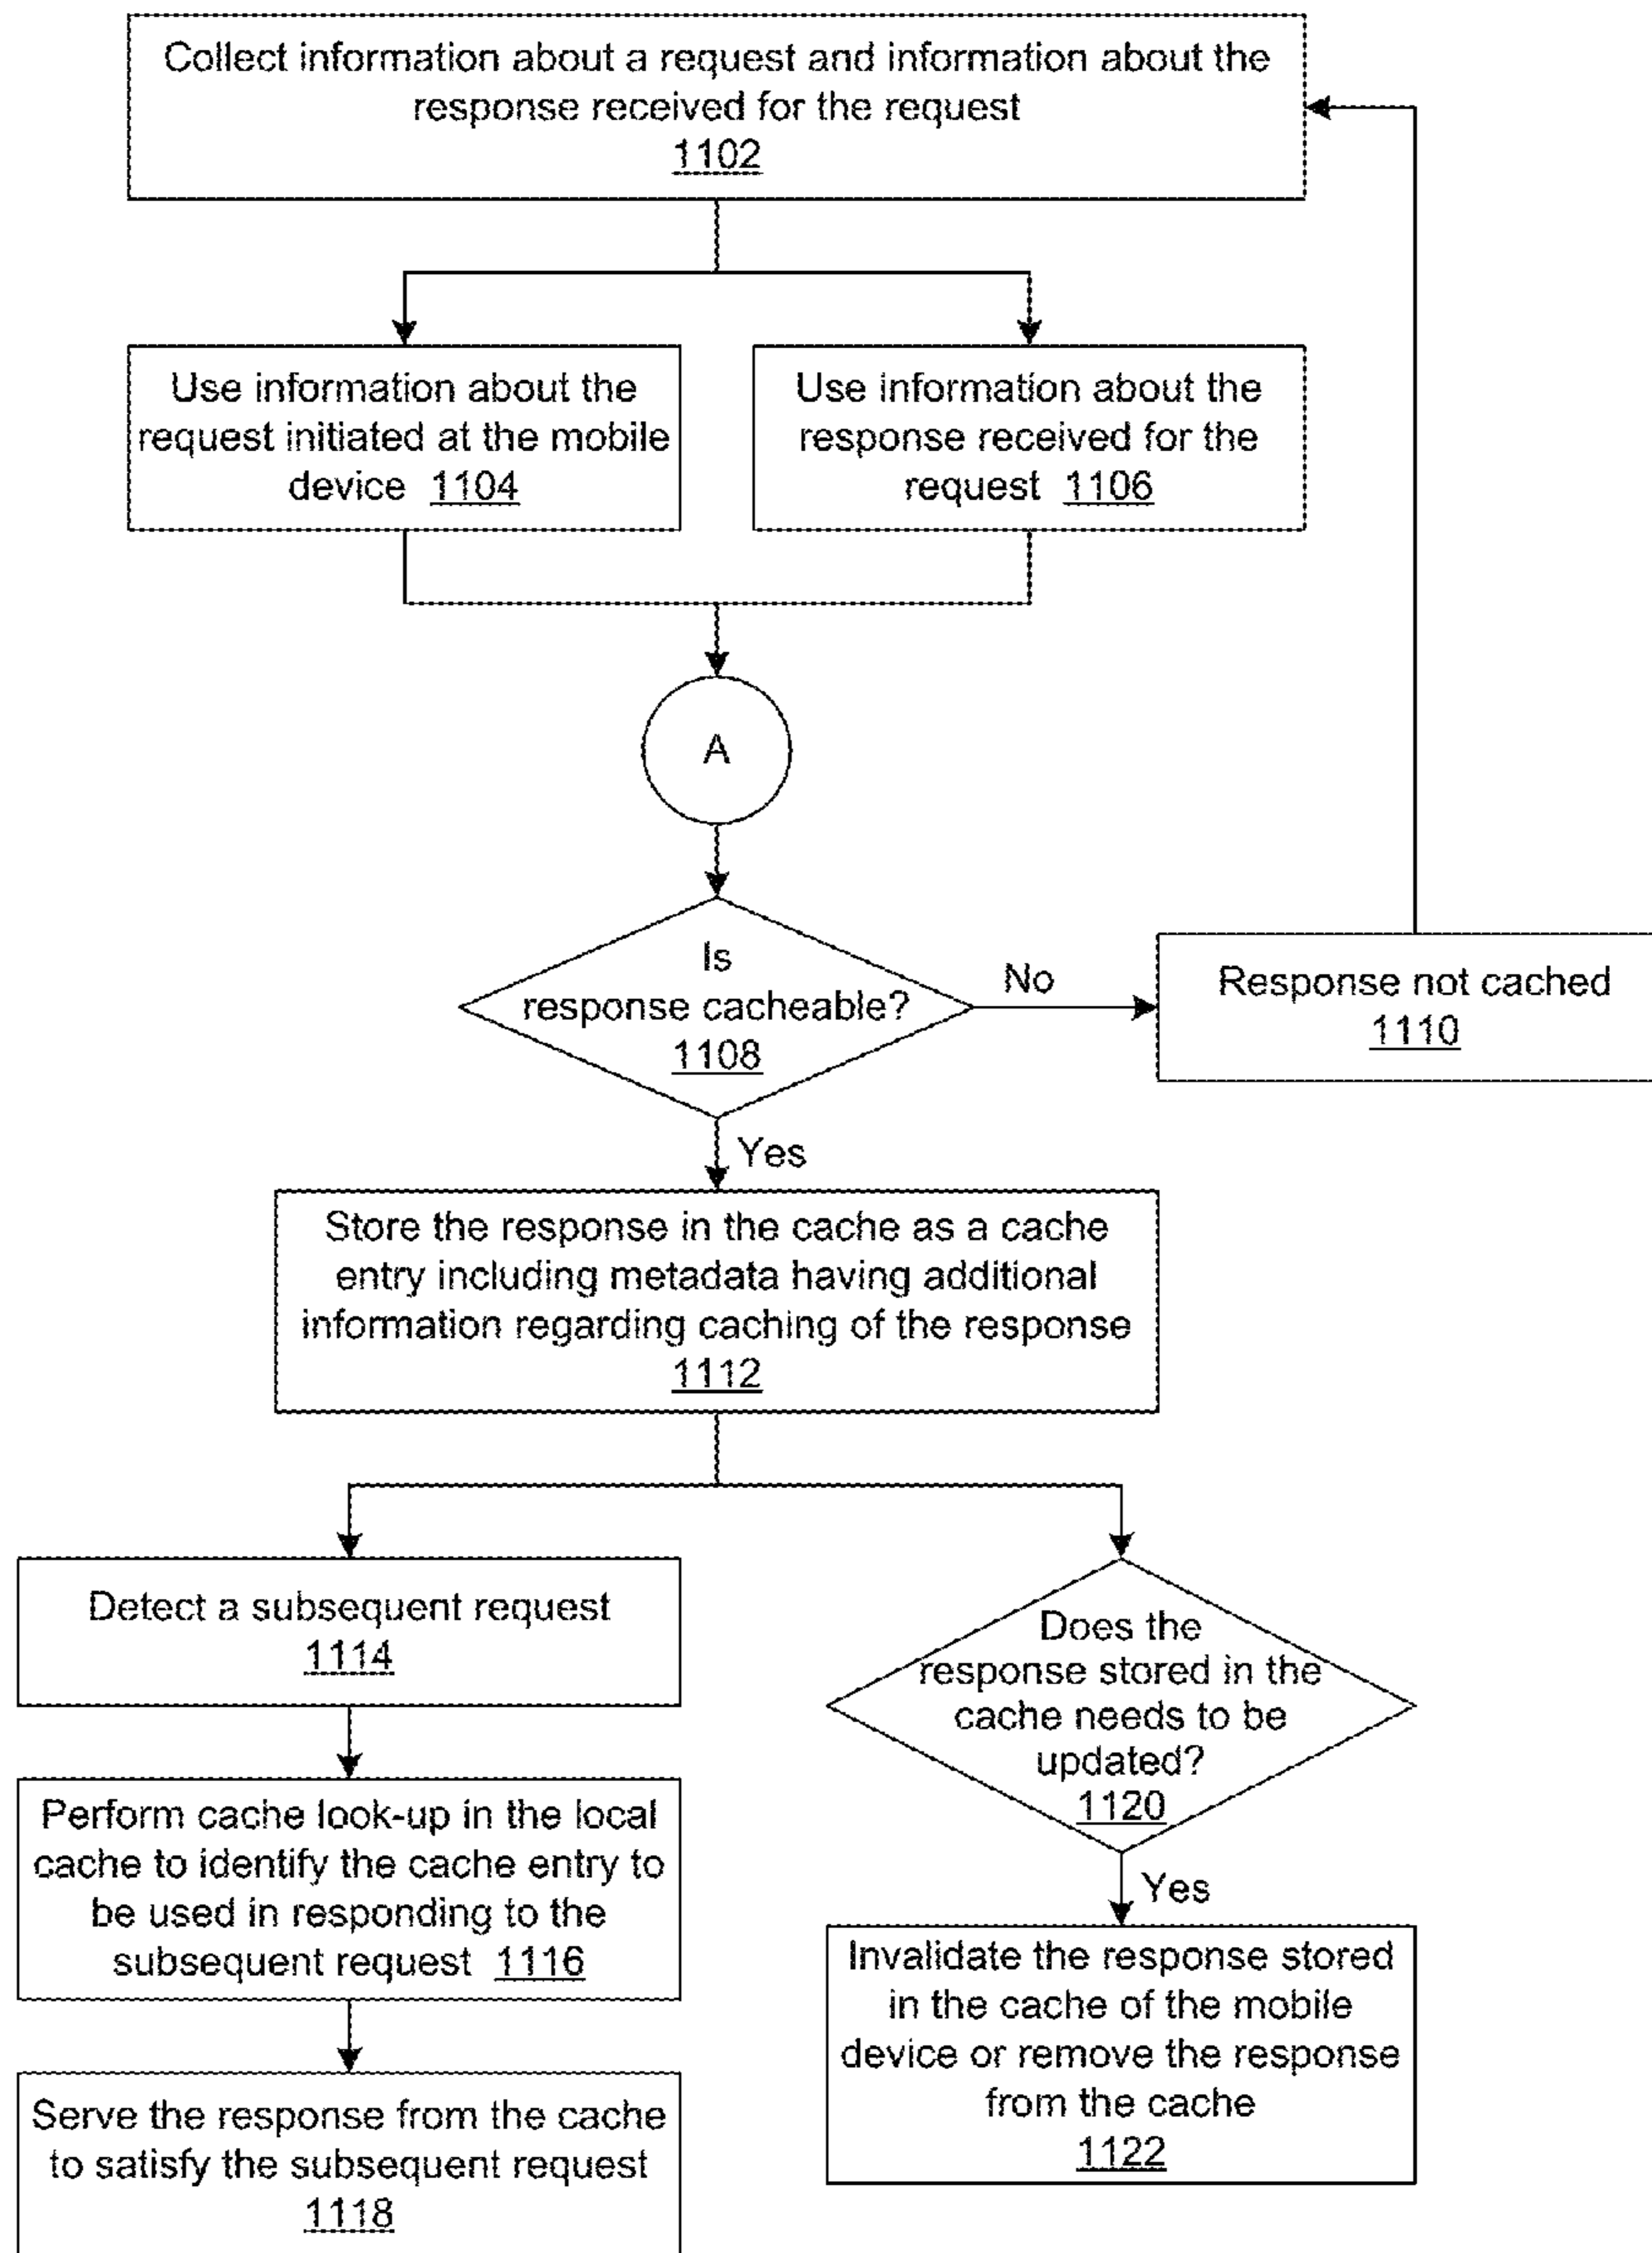 Collect information about a request and information about the
response received for the request
1102
Use information about the
request initiated at the mobile
device 1104
Use information about the
response received for the
request 1106
A
Is
response cacheable?
1108
No
Response not cached
1110
Yes
Store the response in the cache as a cache
entry including metadata having additional
information regarding caching of the response
1112
Detect a subsequent request
1114
Perform cache look-up in the local
cache to identify the cache entry to
be used in responding to the
subsequent request 1116
Serve the response from the cache
to satisfy the subsequent request
1118
Does the
response stored in the
cache needs to be
updated?
1120
Yes
Invalidate the response stored
in the cache of the mobile
device or remove the response
from the cache
1122